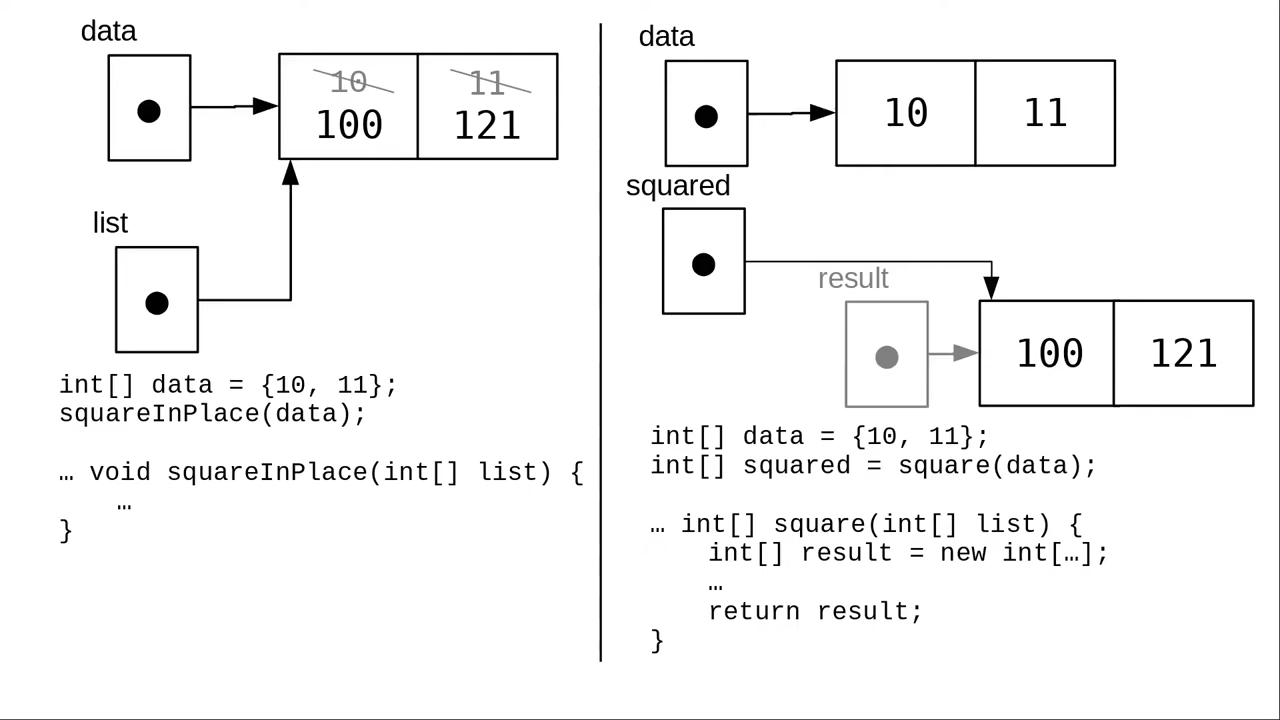 data
10 11
100 121
list
int[] data = {10, 11};
squareInPlace(data);
… void squareInPlace(int[] list) {
…
}
data
10 11
squared
result
100 121
int[] data = {10, 11};
int[] squared = square(data);
… int[] square(int[] list) {
int[] result = new int[…];
…
return result;
}